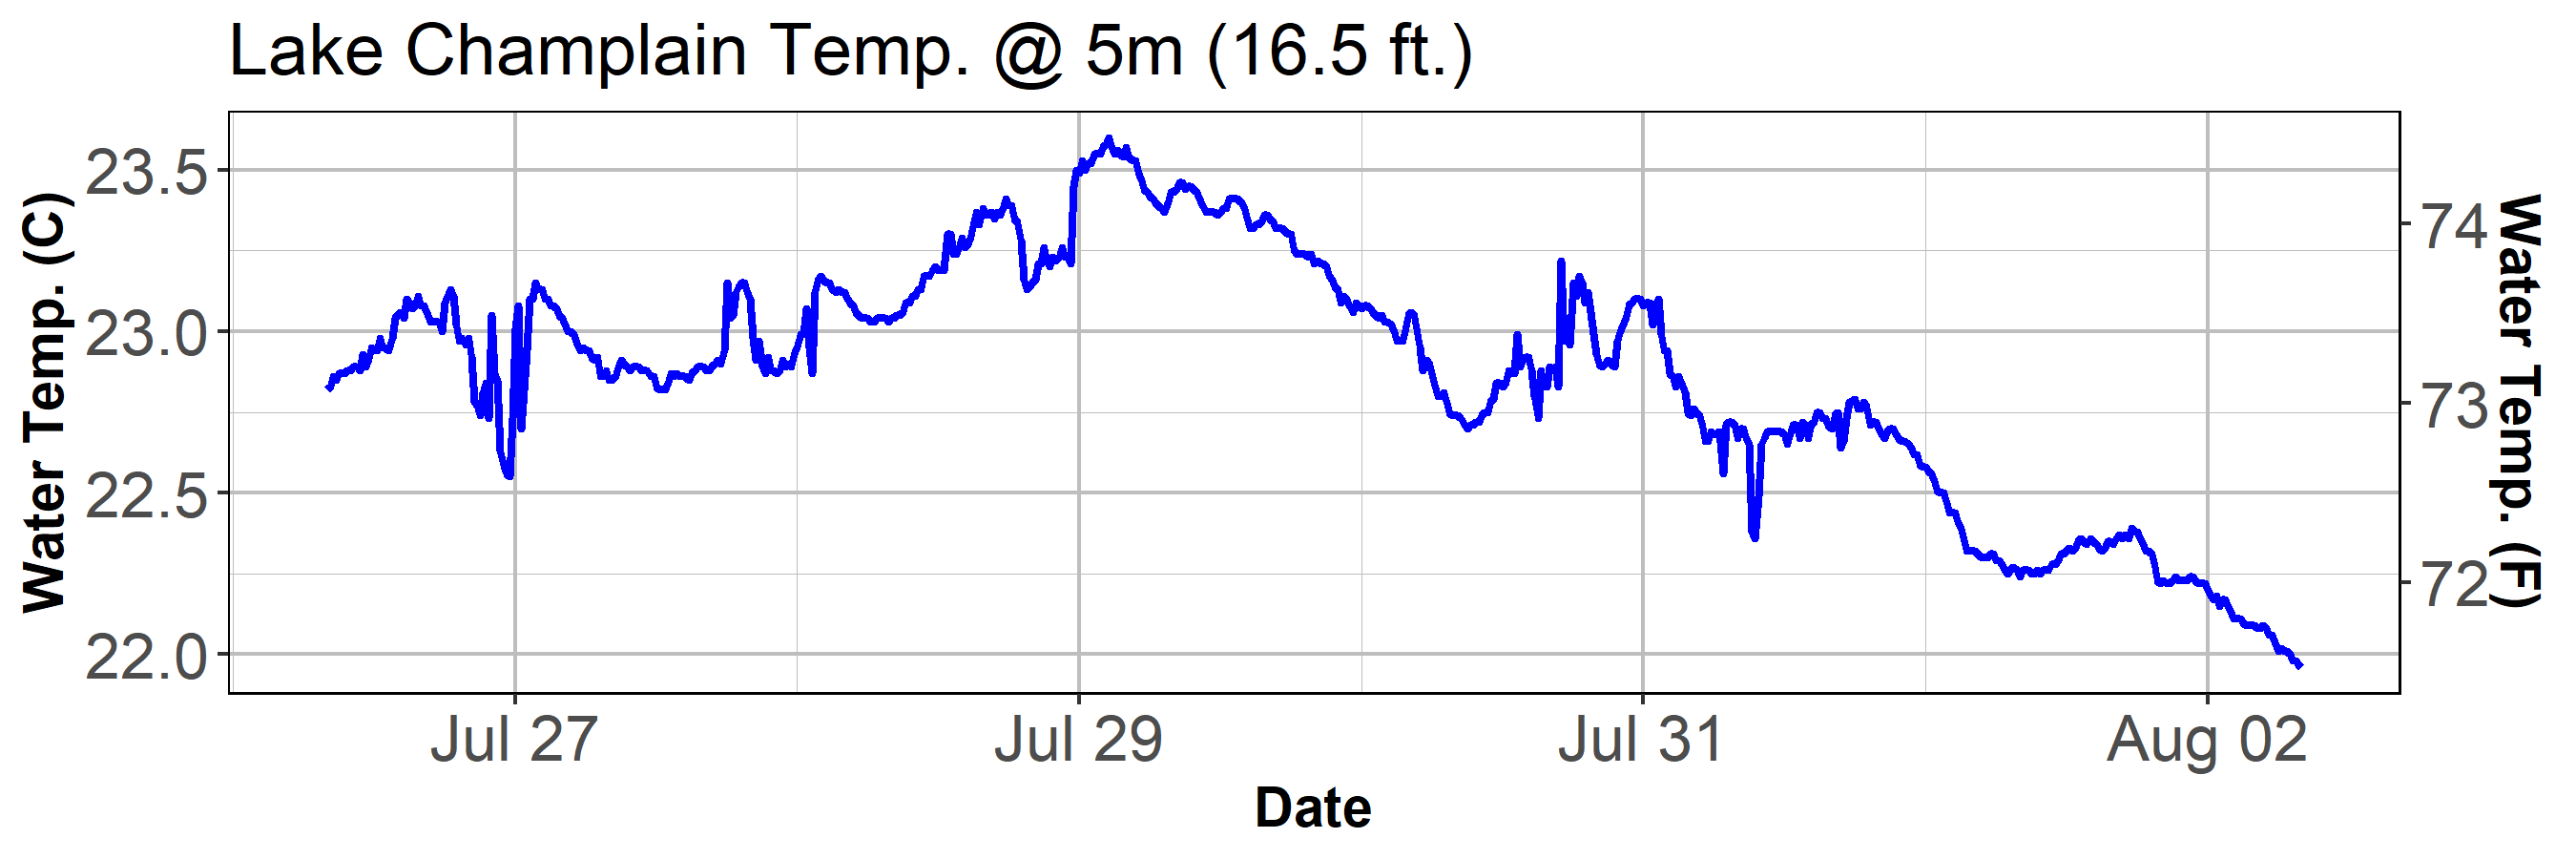 Lake Champlain Temp. @ 5m (16.5 ft.)
Water Temp. (C)
23.5
23.0
22.5
22.0
74
73
72
Water Temp. (F)
Jul 27
Jul 29
Jul 31
Aug 02
Date